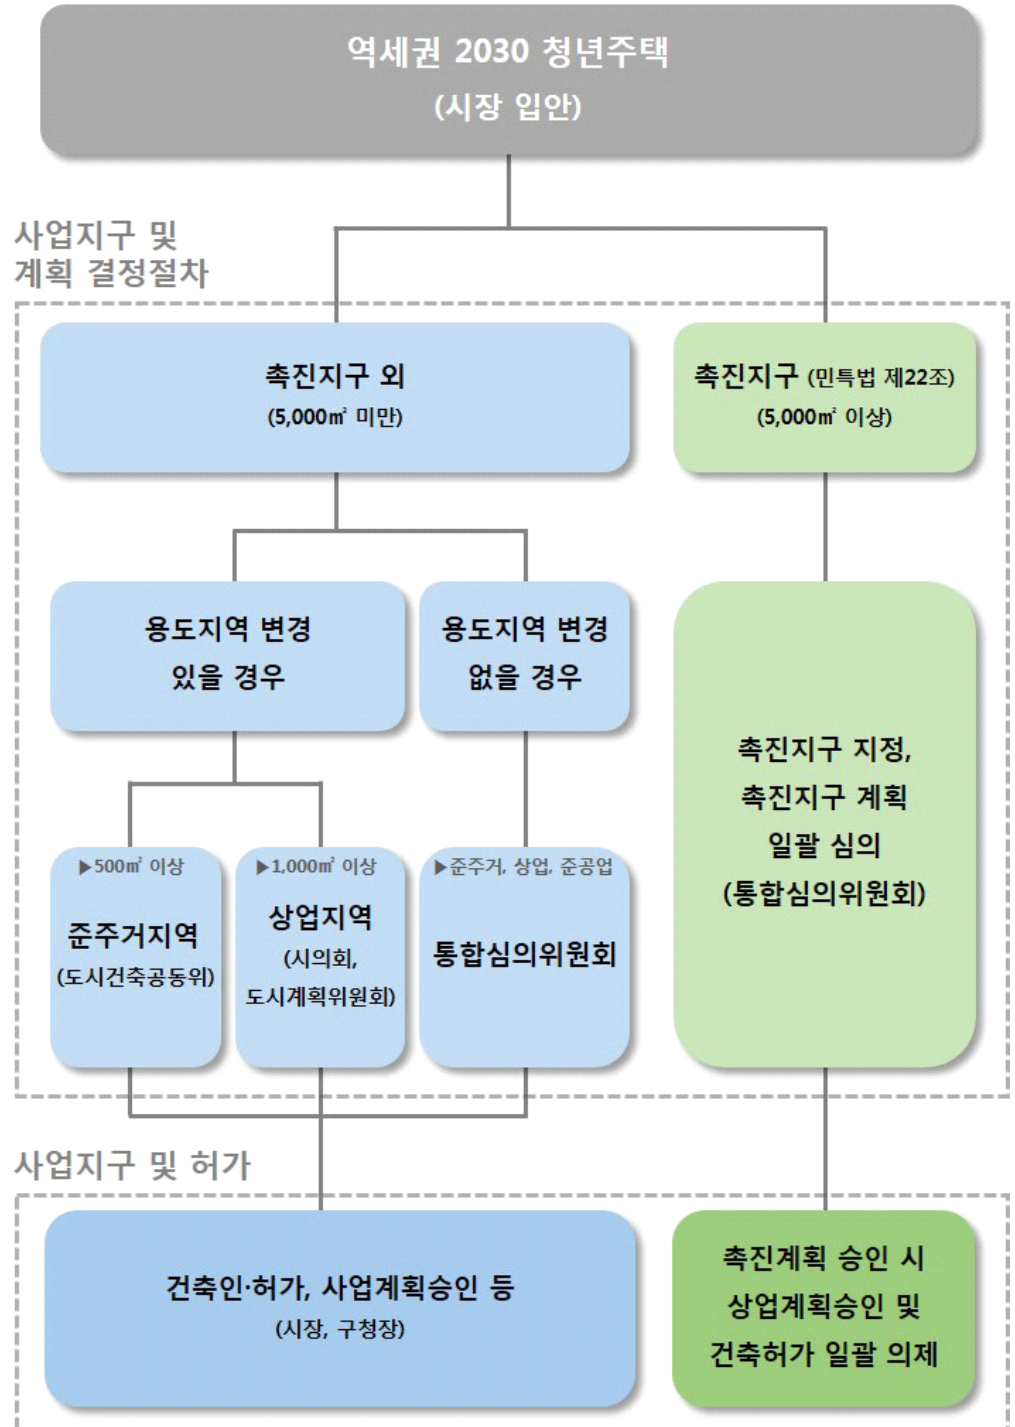 역세권 2030 청년주택
(시장 입안)
사업지구 및
계획 결정절차
촉진지구 외
(5,000㎡ 미만)
촉진지구 (민특법 제22조)
(5,000㎡ 이상)
용도지역 변경
있을 경우
용도지역 변경
없을 경우
▶500㎡ 이상
준주거지역
(도시건축공동위)
▶1,000㎡ 이상
상업지역
(시의회,
도시계획위원회)
▶준주거, 상업, 준공업
통합심의위원회
촉진지구 지정,
촉진지구 계획
일괄 심의
(통합심의위원회)
사업지구 및 허가
건축인·허가, 사업계획승인 등
(시장, 구청장)
촉진계획 승인 시
상업계획승인 및
건축허가 일괄 의제